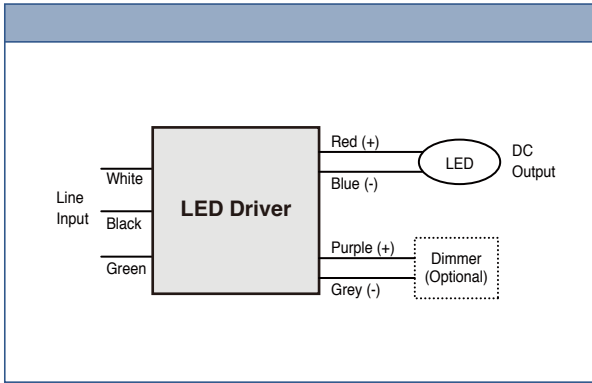 Red (+)
LED
DC
Output
Blue (-)
White
Line
Input
Black
Green
LED Driver
Purple (+)
Dimmer
(Optional)
Grey (-)